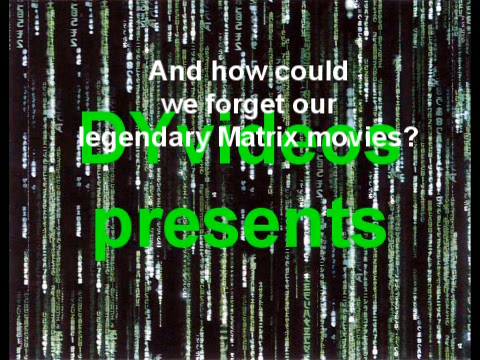 And how could
we forget our
legendary Matrix movies?
DYvideos
presents